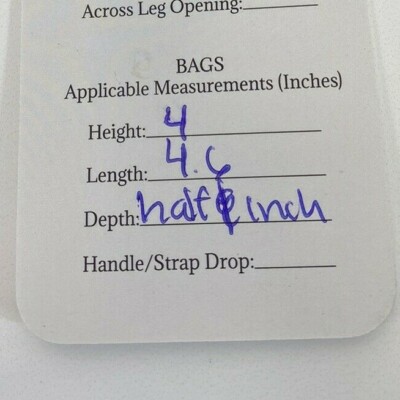 Across Leg Opening:
BAGS
Applicable Measurements (Inches)
Height: 4
Length: 4.6
Depth: half inch
Handle/Strap Drop: